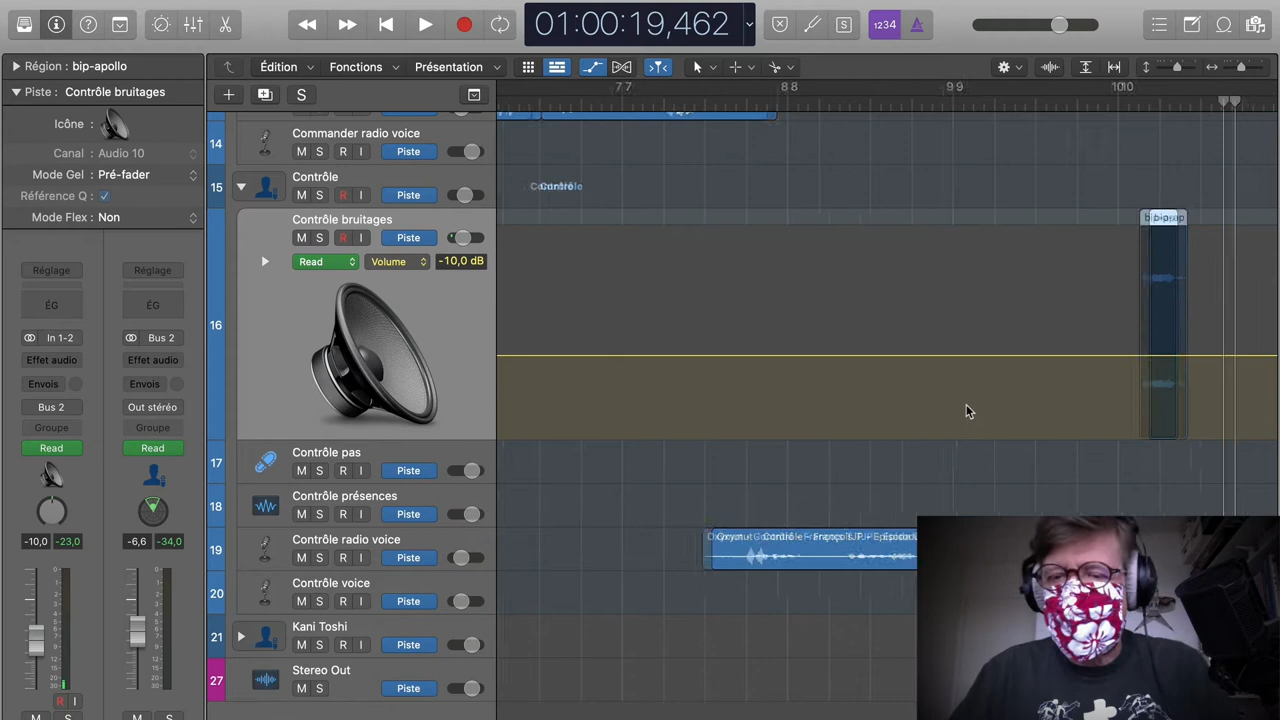 01:00:19,462
S
1234
Région : bip-apollo
Édition Fonctions Présentation
Piste : Contrôle bruitages
S
77 88 99 100
Icône :
Canal : Audio 10
Mode Gel : Pré-fader
Référence Q :
Mode Flex : Non
14 Commander radio voice
M S R I Piste
15 Contrôle
M S R I Piste
Contrôle
Contrôle bruitages
M S R I Piste
Read Volume -10,0 dB
16
Réglage Réglage
ÉG ÉG
In 1-2 Bus 2
Effet audio Effet audio
Envois Envois
Bus 2 Out stéréo
Groupe Groupe
Read Read
-10,0 -23,0 -6,6 -34,0
17 Contrôle pas
M S R I Piste
18 Contrôle présences
M S R I Piste
19 Contrôle radio voice
M S R I Piste
20 Contrôle voice
M S R I Piste
21 Kani Toshi
M S R I Piste
27 Stereo Out
M S Piste
R I
M S M S